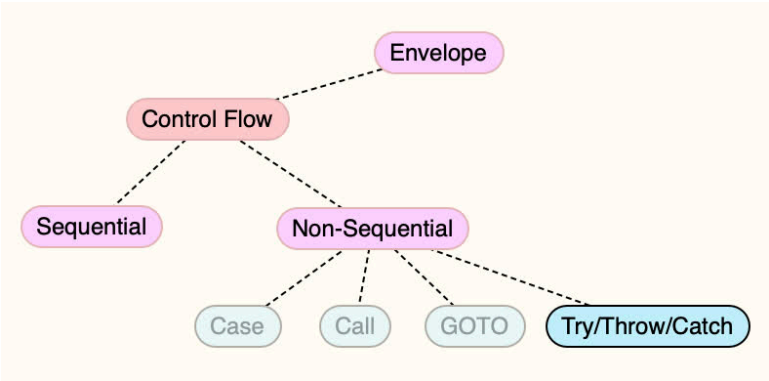 Envelope
Control Flow
Sequential
Non-Sequential
Case
Call
GOTO
Try/Throw/Catch